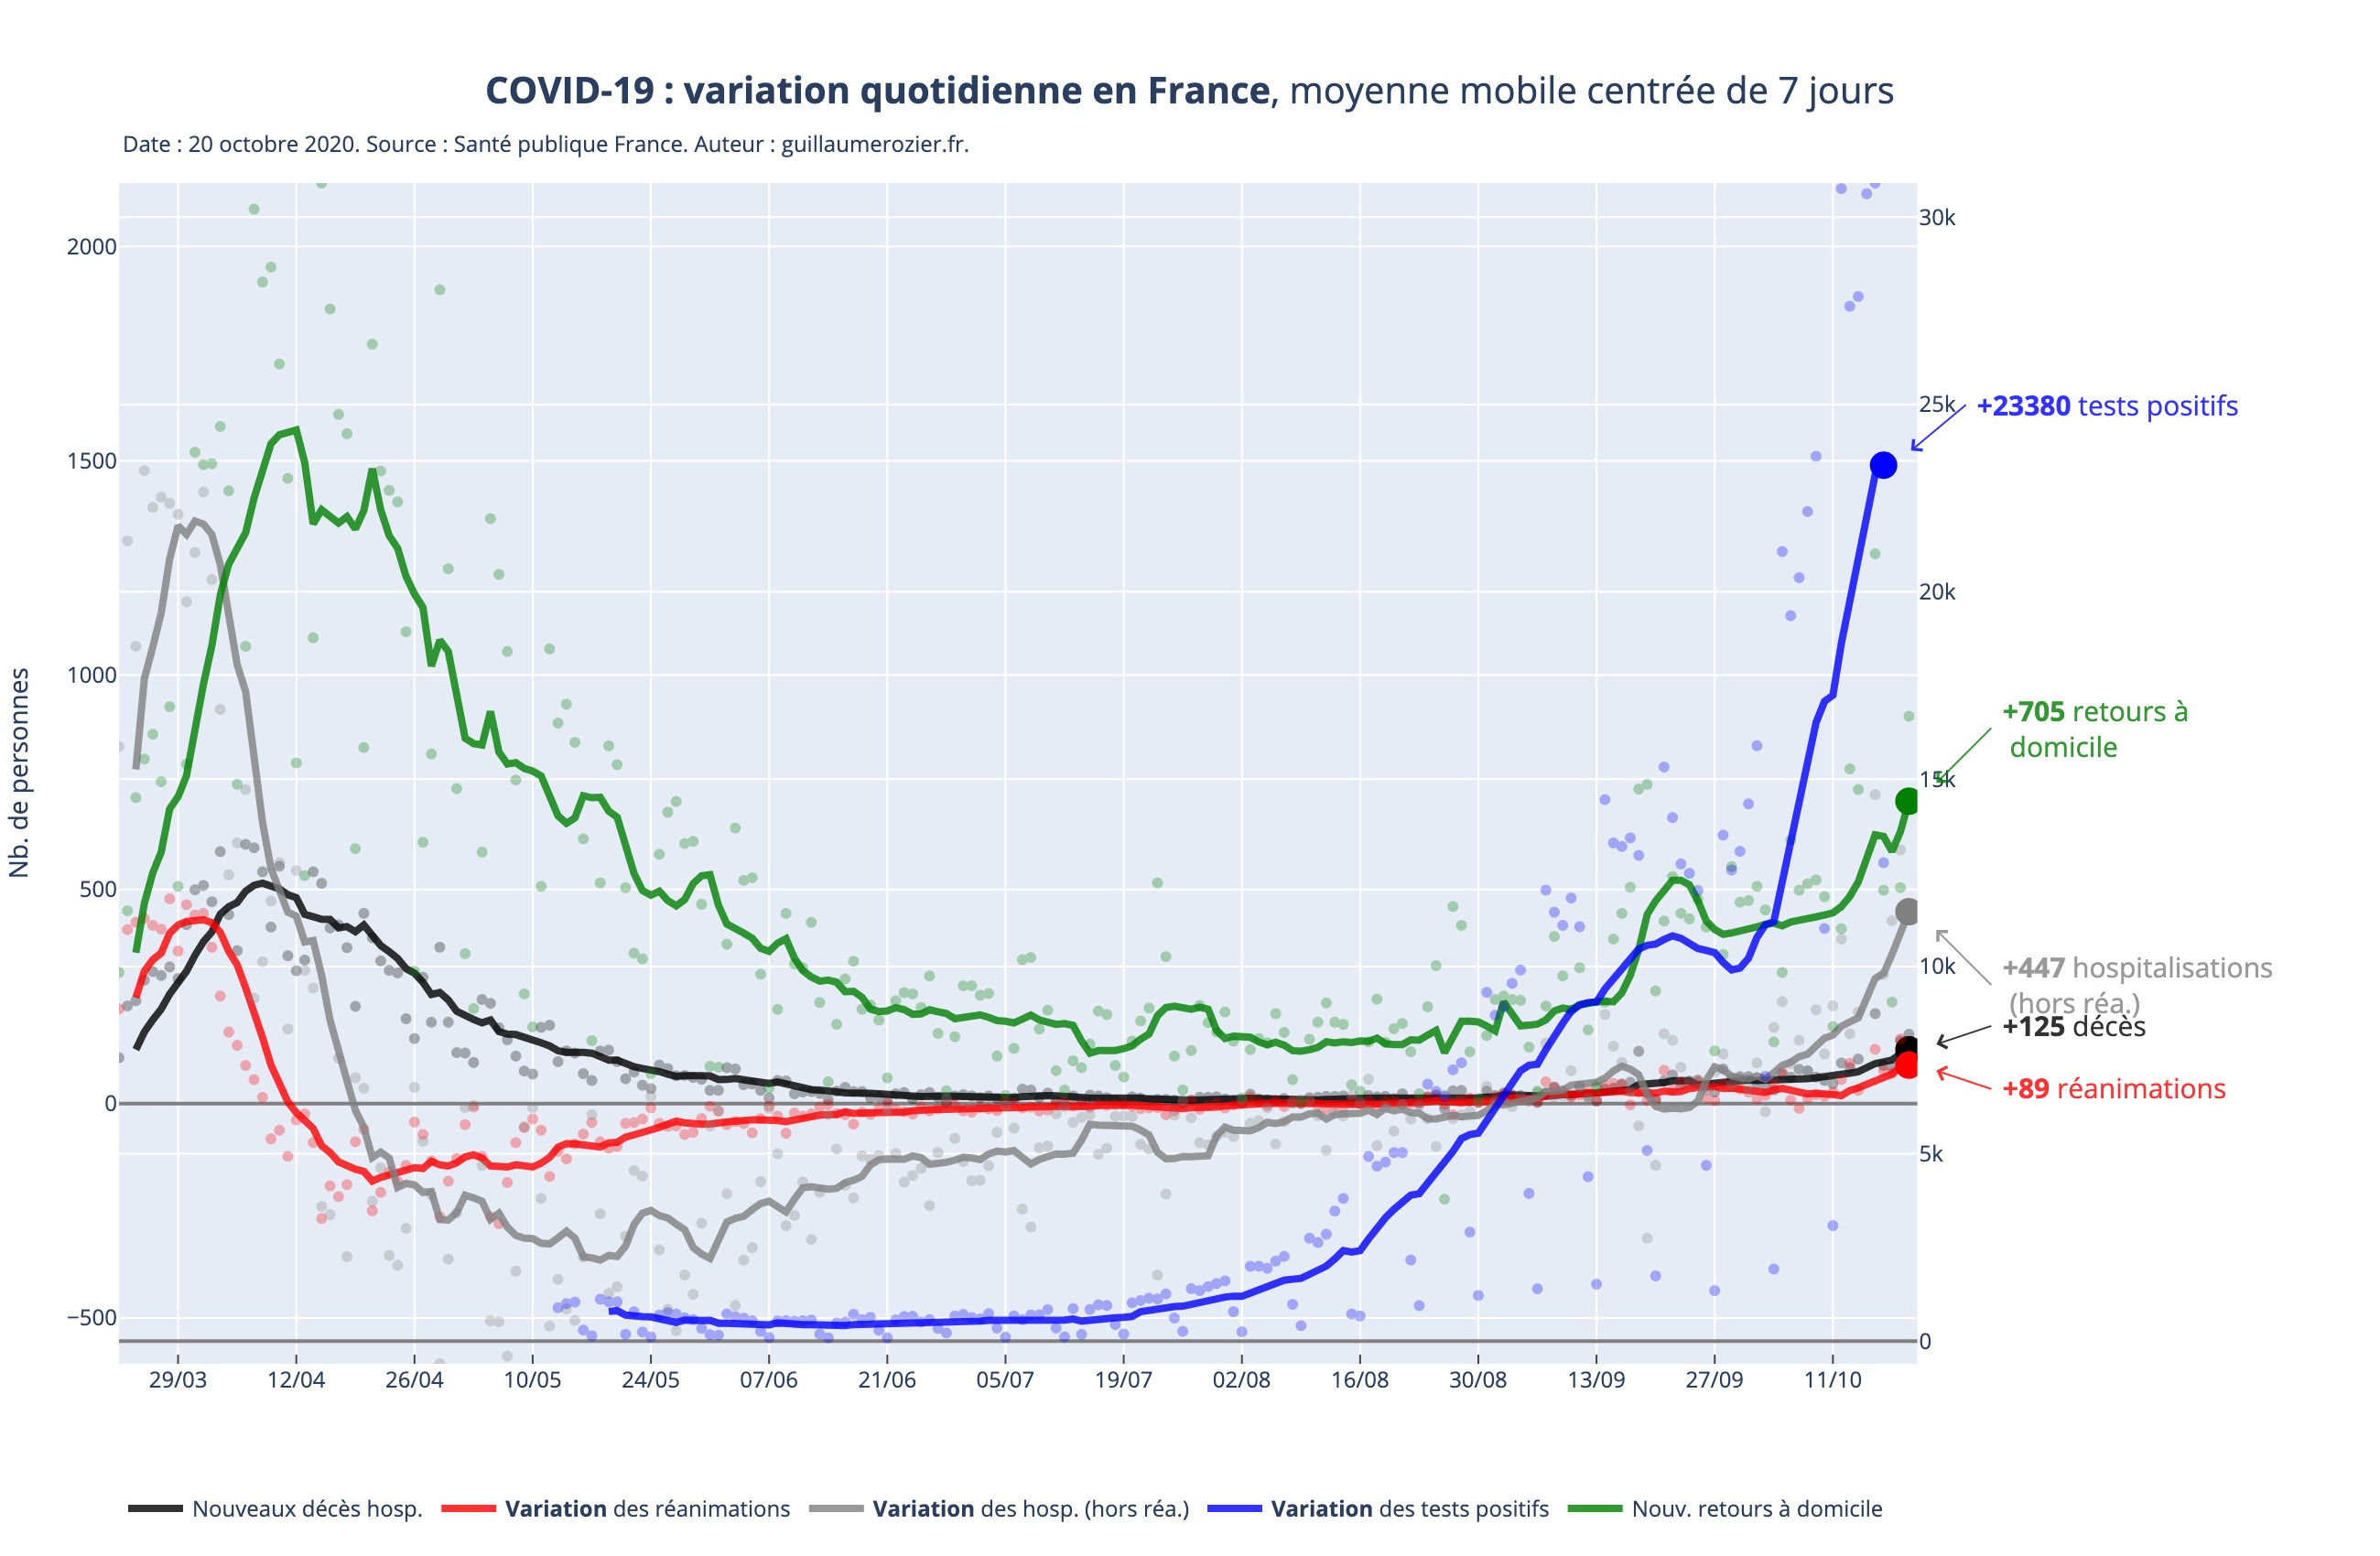 COVID-19 : variation quotidienne en France, moyenne mobile centrée de 7 jours
Date : 20 octobre 2020. Source : Santé publique France. Auteur : guillaumerozier.fr.
Nb. de personnes
2000
1500
1000
500
0
−500
30k
25k
20k
15k
10k
5k
0
+23380 tests positifs
+705 retours à
domicile
+447 hospitalisations
(hors réa.)
+125 décès
+89 réanimations
29/03 12/04 26/04 10/05 24/05 07/06 21/06 05/07 19/07 02/08 16/08 30/08 13/09 27/09 11/10
Nouveaux décès hosp. Variation des réanimations Variation des hosp. (hors réa.) Variation des tests positifs Nouv. retours à domicile